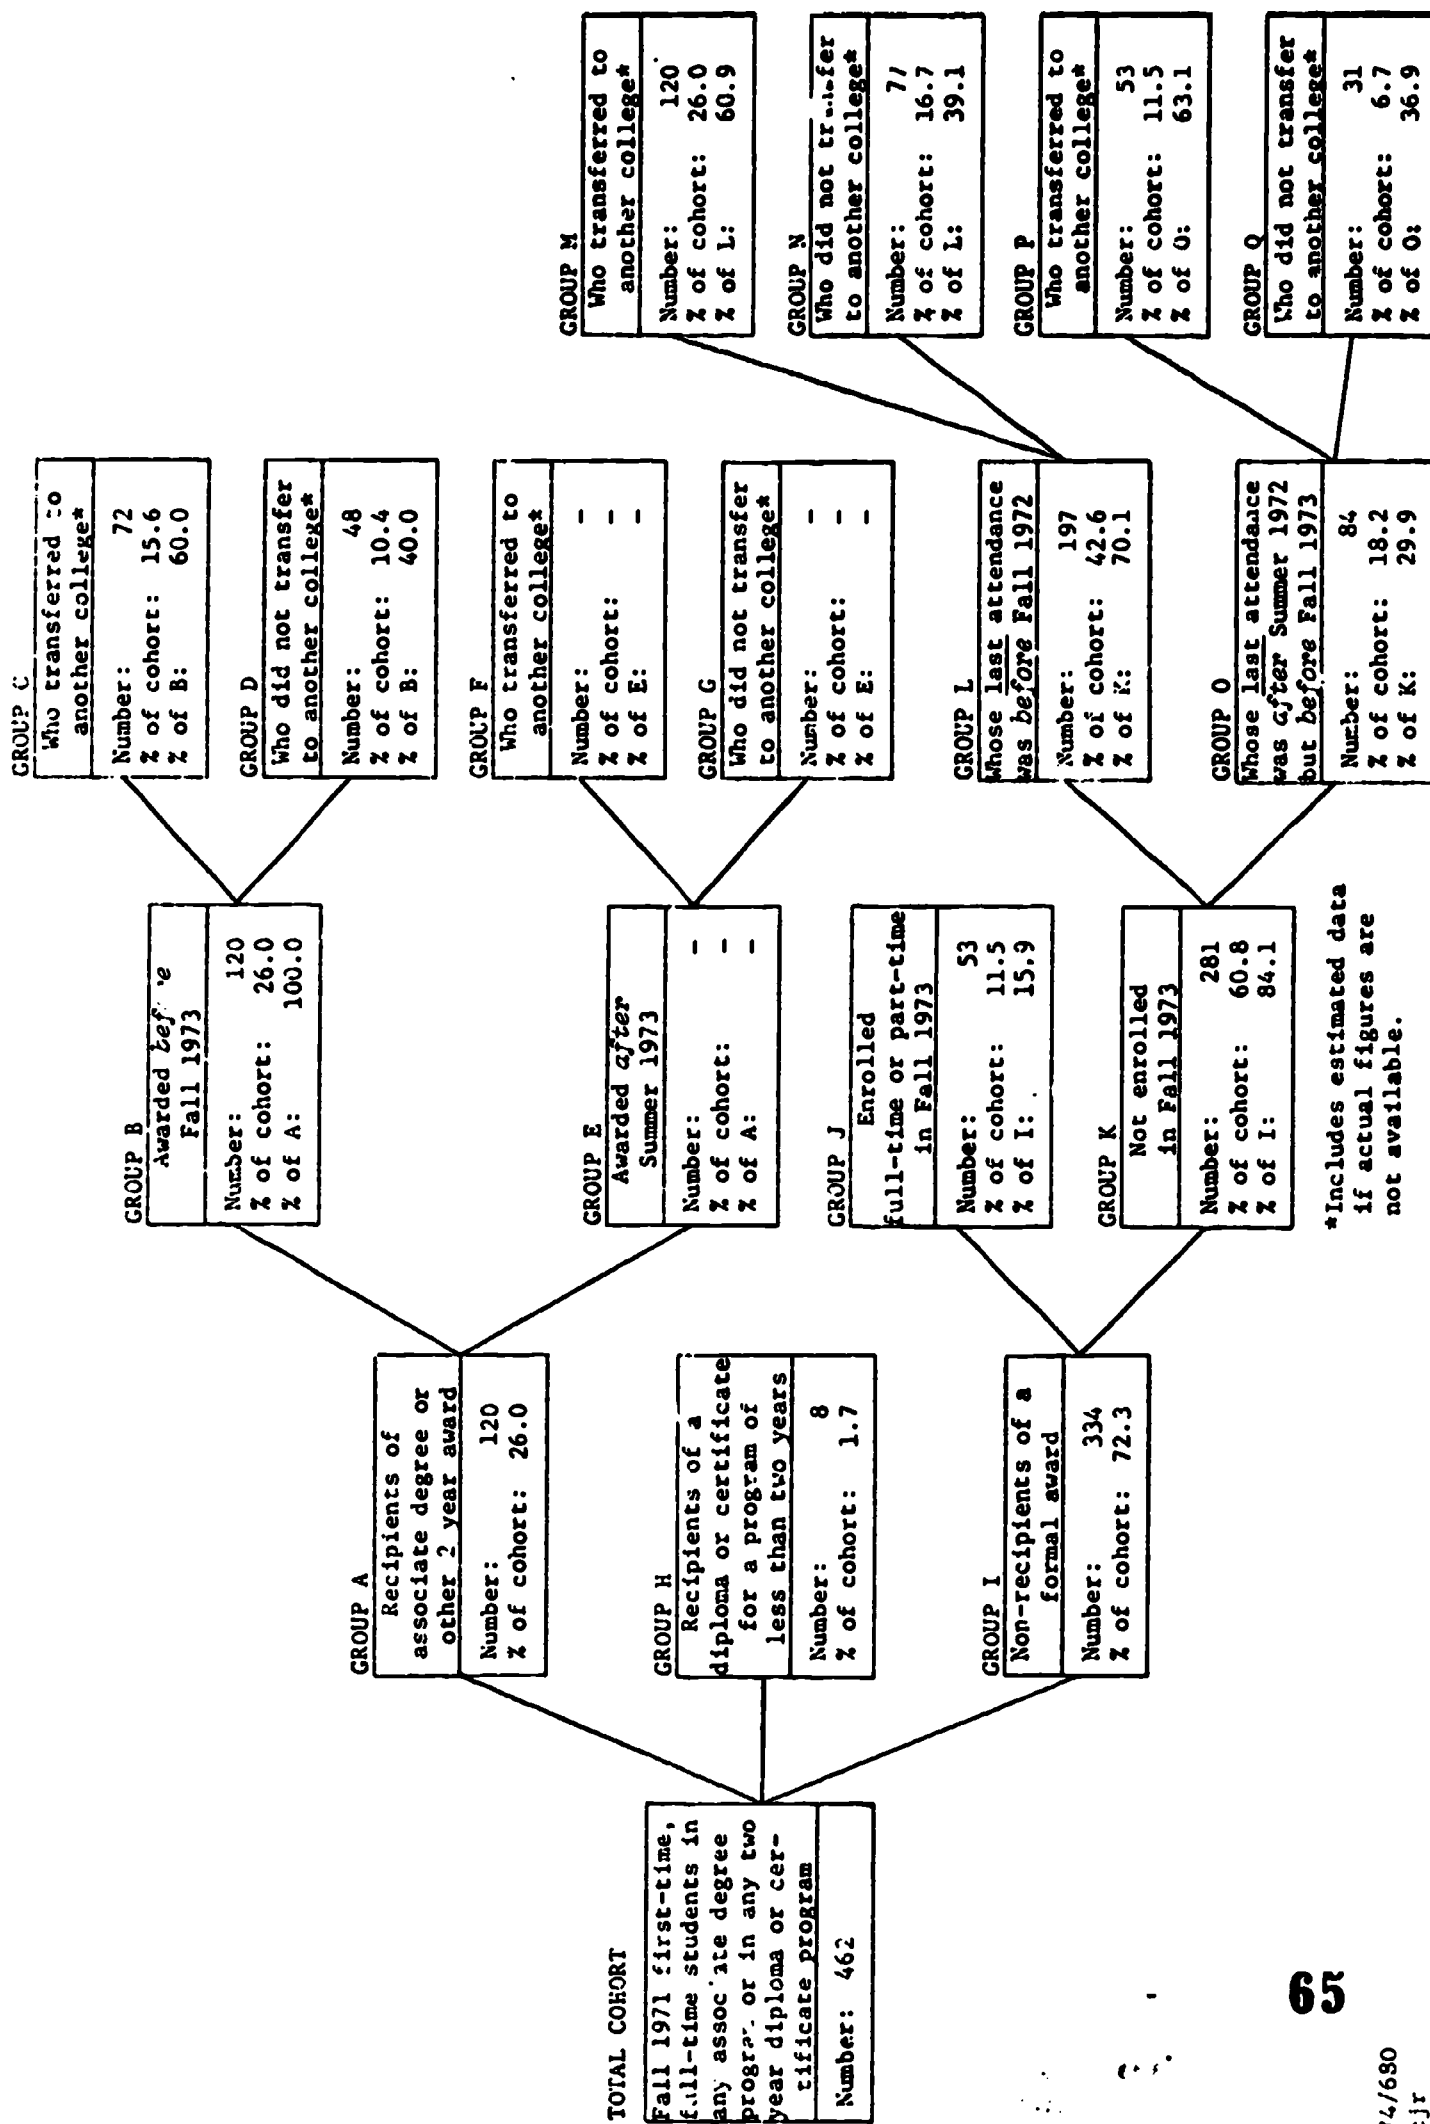 TOTAL COHORT
Fall 1971 first-time,
full-time students in
any associate degree
program or in any two
year diploma or cer-
tificate program
Number: 462
GROUP A
Recipients of
associate degree or
other 2 year award
Number: 120
% of cohort: 26.0
GROUP H
Recipients of a
diploma or certificate
for a program of
less than two years
Number: 8
% of cohort: 1.7
GROUP I
Non-recipients of a
formal award
Number: 334
% of cohort: 72.3
GROUP B
Awarded before
Fall 1973
Number: 120
% of cohort: 26.0
% of A: 100.0
GROUP E
Awarded after
Summer 1973
Number: -
% of cohort: -
% of A: -
GROUP J
Enrolled
full-time or part-time
in Fall 1973
Number: 53
% of cohort: 11.5
% of I: 15.9
GROUP K
Not enrolled
in Fall 1973
Number: 281
% of cohort: 60.8
% of I: 84.1
GROUP C
Who transferred to
another college*
Number: 72
% of cohort: 15.6
% of B: 60.0
GROUP D
Who did not transfer
to another college*
Number: 48
% of cohort: 10.4
% of B: 40.0
GROUP F
Who transferred to
another college*
Number: -
% of cohort: -
% of E: -
GROUP G
Who did not transfer
to another college*
Number: -
% of cohort: -
% of E: -
GROUP L
Whose last attendance
was before Fall 1972
Number: 197
% of cohort: 42.6
% of K: 70.1
GROUP O
Whose last attendance
was after Summer 1972
but before Fall 1973
Number: 84
% of cohort: 18.2
% of K: 29.9
GROUP M
Who transferred to
another college*
Number: 120
% of cohort: 26.0
% of L: 60.9
GROUP N
Who did not transfer
to another college*
Number: 77
% of cohort: 16.7
% of L: 39.1
GROUP P
Who transferred to
another college*
Number: 53
% of cohort: 11.5
% of O: 63.1
GROUP Q
Who did not transfer
to another college*
Number: 31
% of cohort: 6.7
% of O: 36.9
*Includes estimated data
if actual figures are
not available.
65